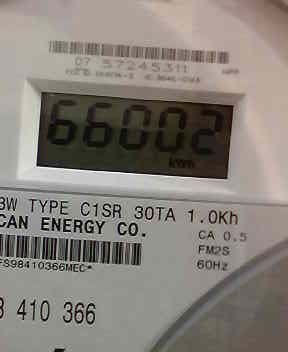 07 57245311
66002
kWh
3W TYPE C1SR 30TA 1.0Kh
CAN ENERGY CO.
CA 0.5
FM2S
60Hz
FS98410366MEC*
410 366